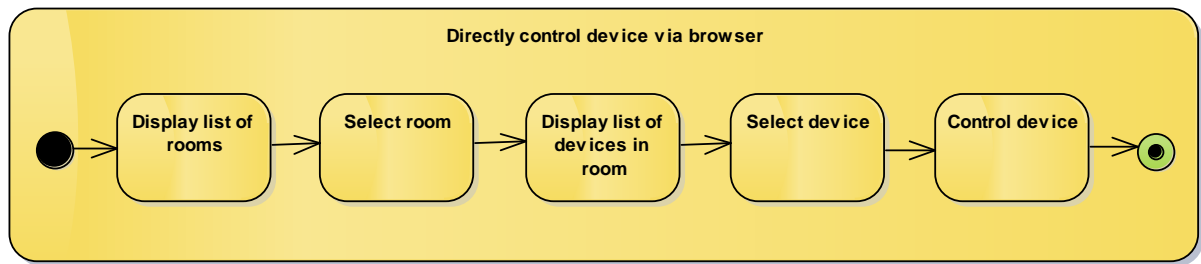 Directly control device via browser
Display list of
rooms
Select room
Display list of
devices in
room
Select device
Control device